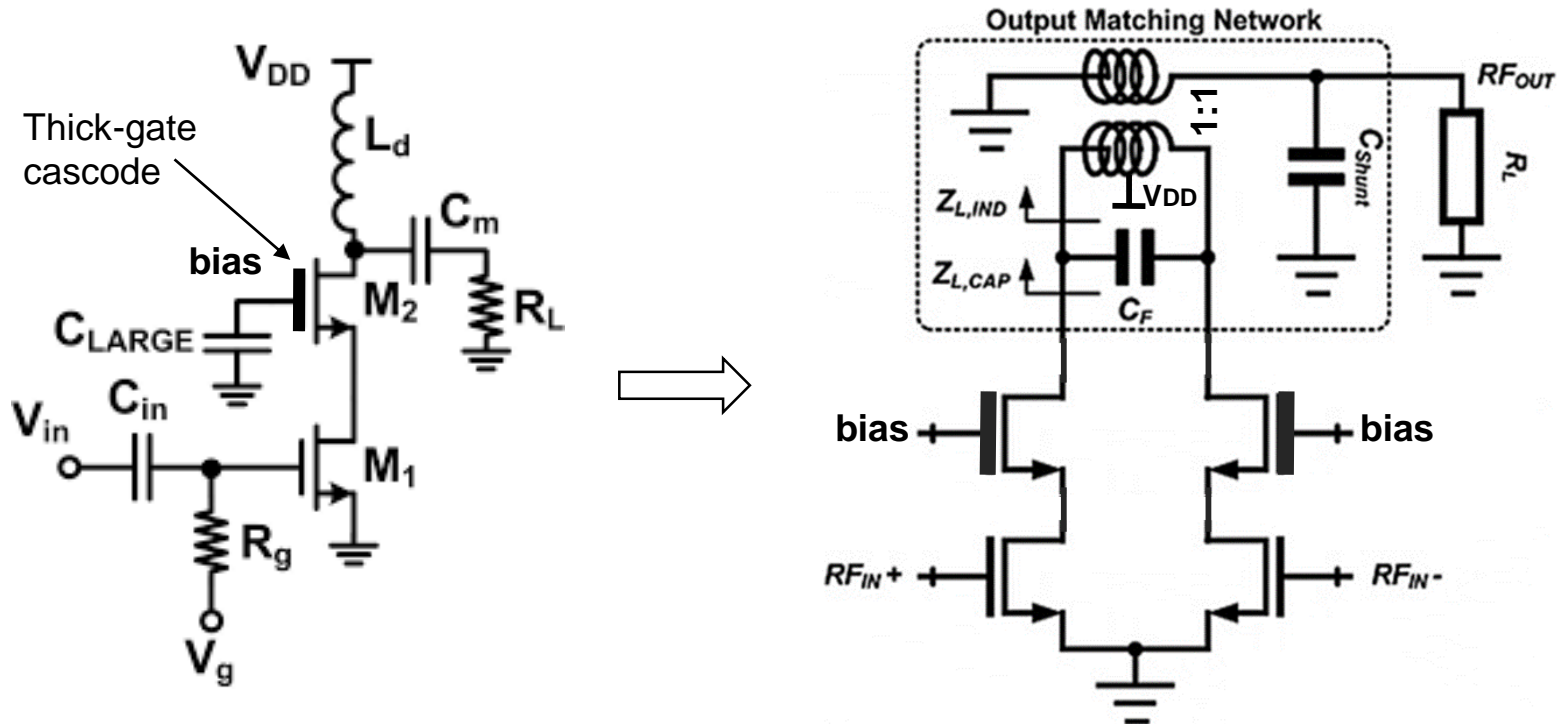 Output Matching Network
VDD
Ld
Thick-gate
cascode
bias
Cm
M2
RL
CLARGE
Cin
Vin
M1
Rg
Vg
RFOUT
1:1
CShunt
RL
ZL,IND
VDD
ZL,CAP
CF
bias
bias
RFIN +
RFIN -